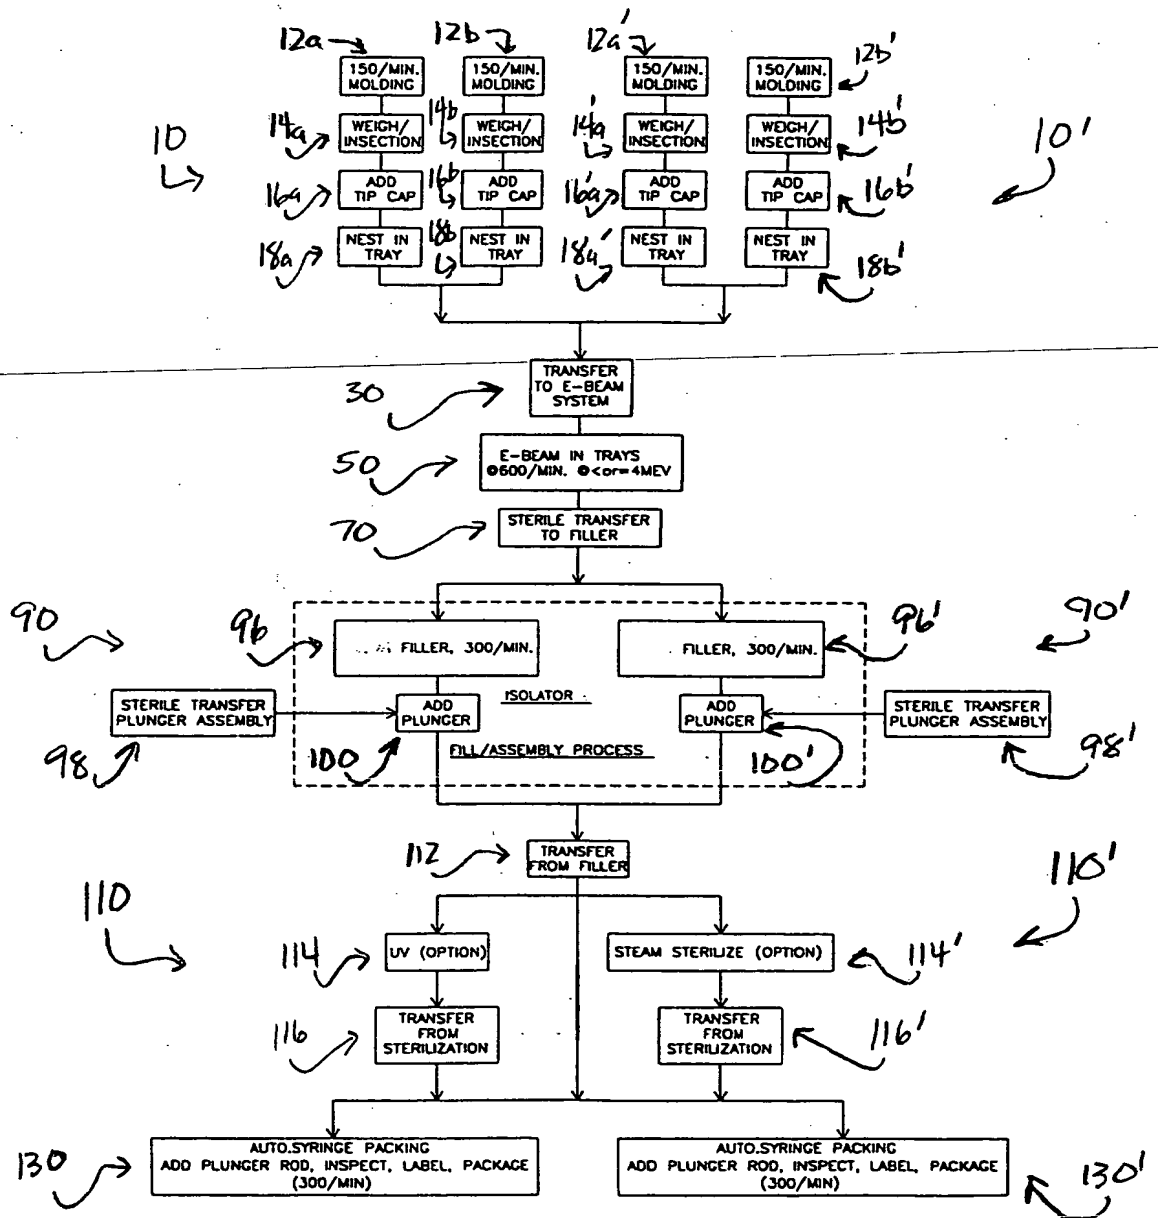 12a 12b 12a' 12b'
150/MIN. MOLDING
150/MIN. MOLDING
150/MIN. MOLDING
150/MIN. MOLDING
10 14a 14b 14'a 14b' 10'
WEIGH/ INSECTION
WEIGH/ INSECTION
WEIGH/ INSECTION
WEIGH/ INSECTION
16a 16b 16'a 16b'
ADD TIP CAP
ADD TIP CAP
ADD TIP CAP
ADD TIP CAP
18a 18b 18a' 18b'
NEST IN TRAY
NEST IN TRAY
NEST IN TRAY
NEST IN TRAY
30
TRANSFER
TO E-BEAM
SYSTEM
50
E-BEAM IN TRAYS
@600/MIN. @<or=4MEV
70
STERILE TRANSFER
TO FILLER
90 96 96' 90'
FILLER, 300/MIN.
FILLER, 300/MIN.
STERILE TRANSFER
PLUNGER ASSEMBLY
ADD
PLUNGER
ISOLATOR
ADD
PLUNGER
STERILE TRANSFER
PLUNGER ASSEMBLY
98 100 100' 98'
FILL/ASSEMBLY PROCESS
112
TRANSFER
FROM FILLER
110 110'
114
UV (OPTION)
STEAM STERILIZE (OPTION)
114'
116
TRANSFER
FROM
STERILIZATION
TRANSFER
FROM
STERILIZATION
116'
130
AUTO.SYRINGE PACKING
ADD PLUNGER ROD, INSPECT, LABEL, PACKAGE
(300/MIN)
AUTO.SYRINGE PACKING
ADD PLUNGER ROD, INSPECT, LABEL, PACKAGE
(300/MIN)
130'